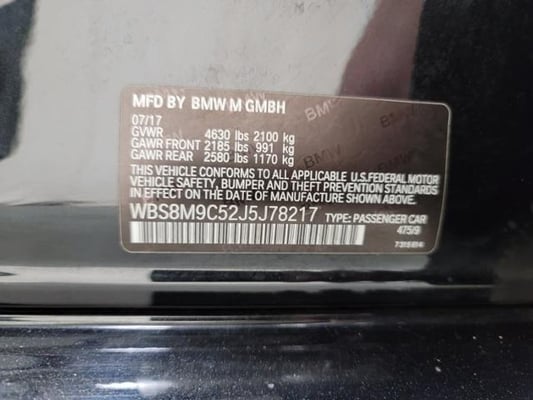 MFD BY BMW M GMBH
07/17
GVWR 4630 lbs 2100 kg
GAWR FRONT 2185 lbs 991 kg
GAWR REAR 2580 lbs 1170 kg
THIS VEHICLE CONFORMS TO ALL APPLICABLE U.S.FEDERAL MOTOR
VEHICLE SAFETY, BUMPER AND THEFT PREVENTION STANDARDS
IN EFFECT ON THE DATE OF MANUFACTURE SHOWN ABOVE.
WBS8M9C52J5J78217 TYPE: PASSENGER CAR
475/9